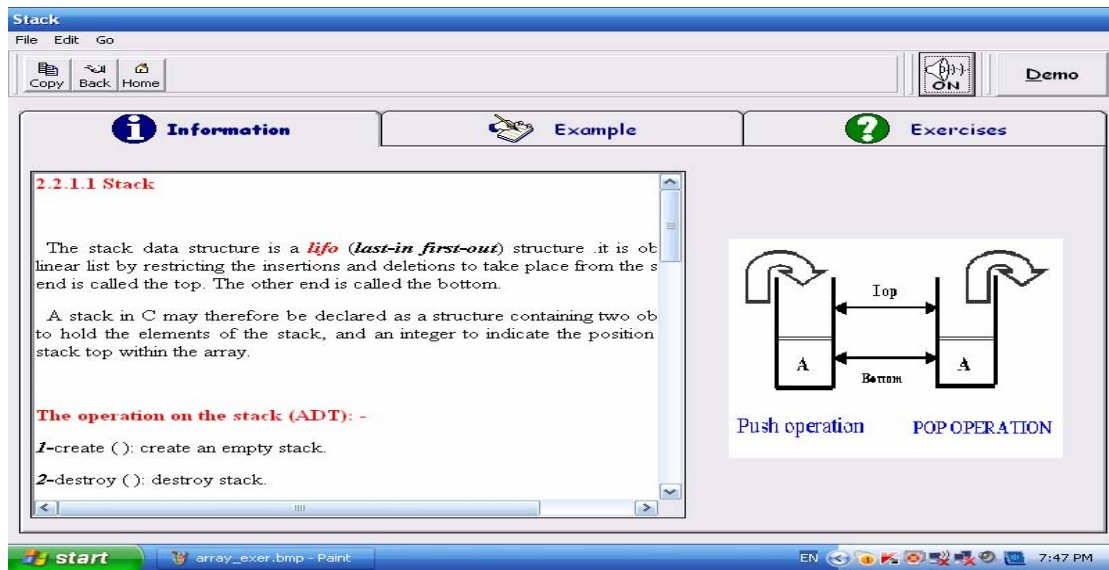 Stack
File Edit Go
Copy Back Home
ON
Demo
Information
Example
Exercises
2.2.1.1 Stack
The stack data structure is a lifo (last-in first-out) structure .it is ob
linear list by restricting the insertions and deletions to take place from the s
end is called the top. The other end is called the bottom.
A stack in C may therefore be declared as a structure containing two ob
to hold the elements of the stack, and an integer to indicate the position
stack top within the array.
The operation on the stack (ADT): -
1-create ( ): create an empty stack.
2-destroy ( ): destroy stack.
Top
A
A
Bottom
Push operation
POP OPERATION
start
array_exer.bmp - Paint
EN
7:47 PM